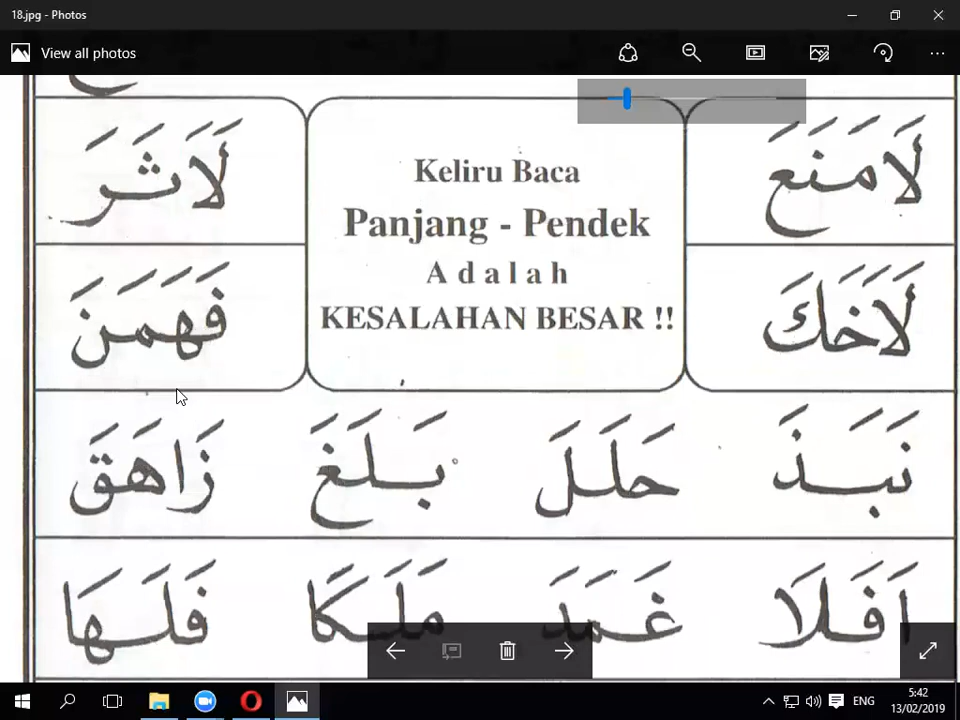 18.jpg - Photos
View all photos
لَامَنَعَ
Keliru Baca
Panjang - Pendek
Adalah
KESALAHAN BESAR !!
لَاثَرَ
لَاخَكَ
فَهَمَنَ
نَبَذَ حَلَلَ بَلَغَ زَاهَقَ
اَفَلَا غَمَدَ مَلَكَا فَلَهَا
ENG
5:42
13/02/2019